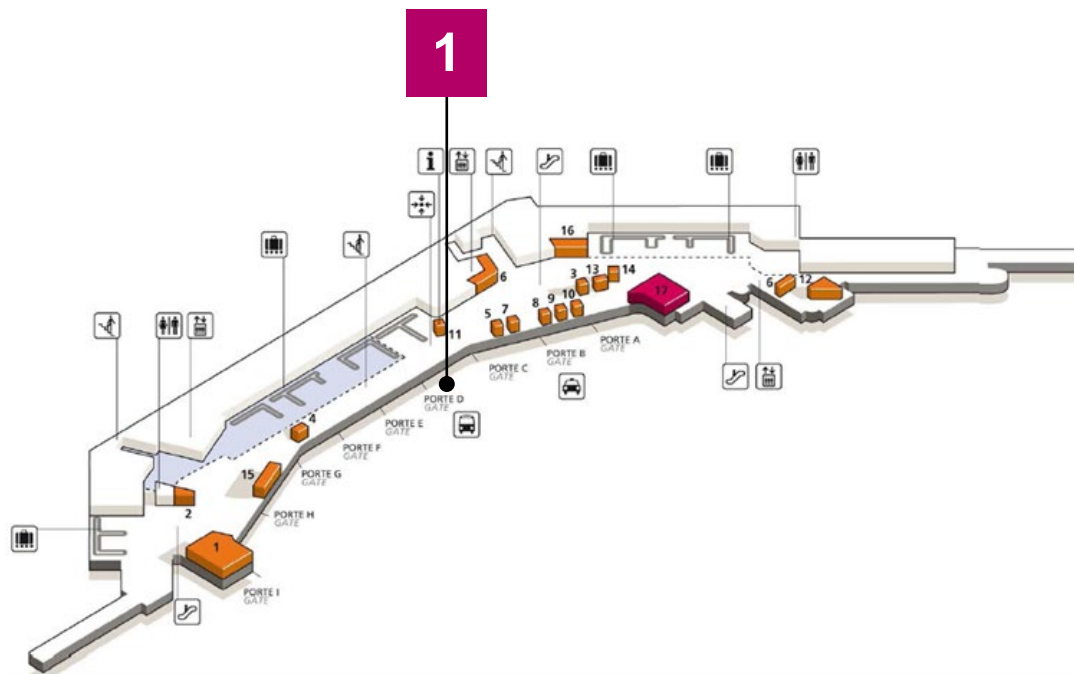 1
i
16
6
3
13
14
17
6
12
5
7
8
9
10
11
PORTE A
GATE
PORTE B
GATE
PORTE C
GATE
PORTE D
GATE
PORTE E
GATE
4
PORTE F
GATE
15
PORTE G
GATE
2
PORTE H
GATE
1
PORTE I
GATE